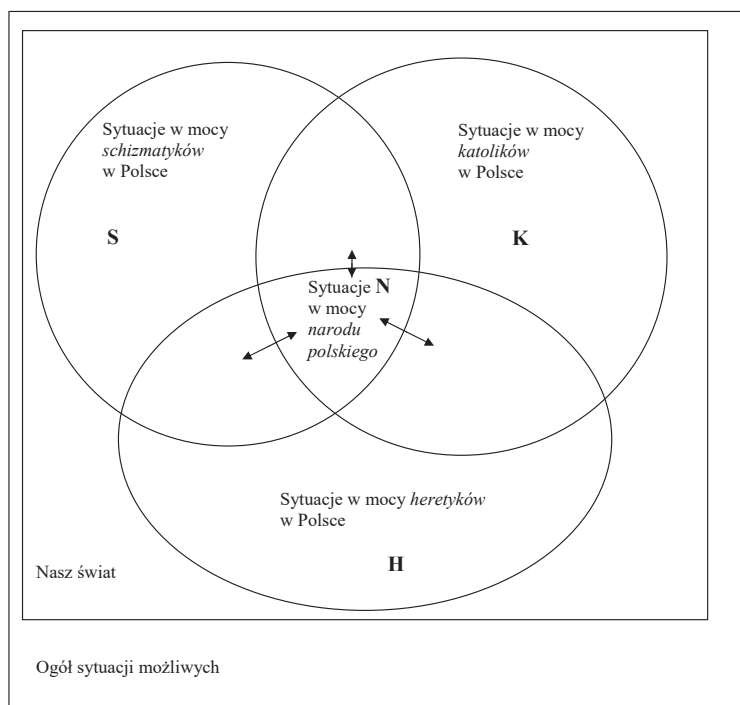 Sytuacje w mocy
schizmatyków
w Polsce
S
Sytuacje w mocy
katolików
w Polsce
K
Sytuacje N
w mocy
narodu
polskiego
Sytuacje w mocy heretyków
w Polsce
H
Nasz świat
Ogół sytuacji możliwych